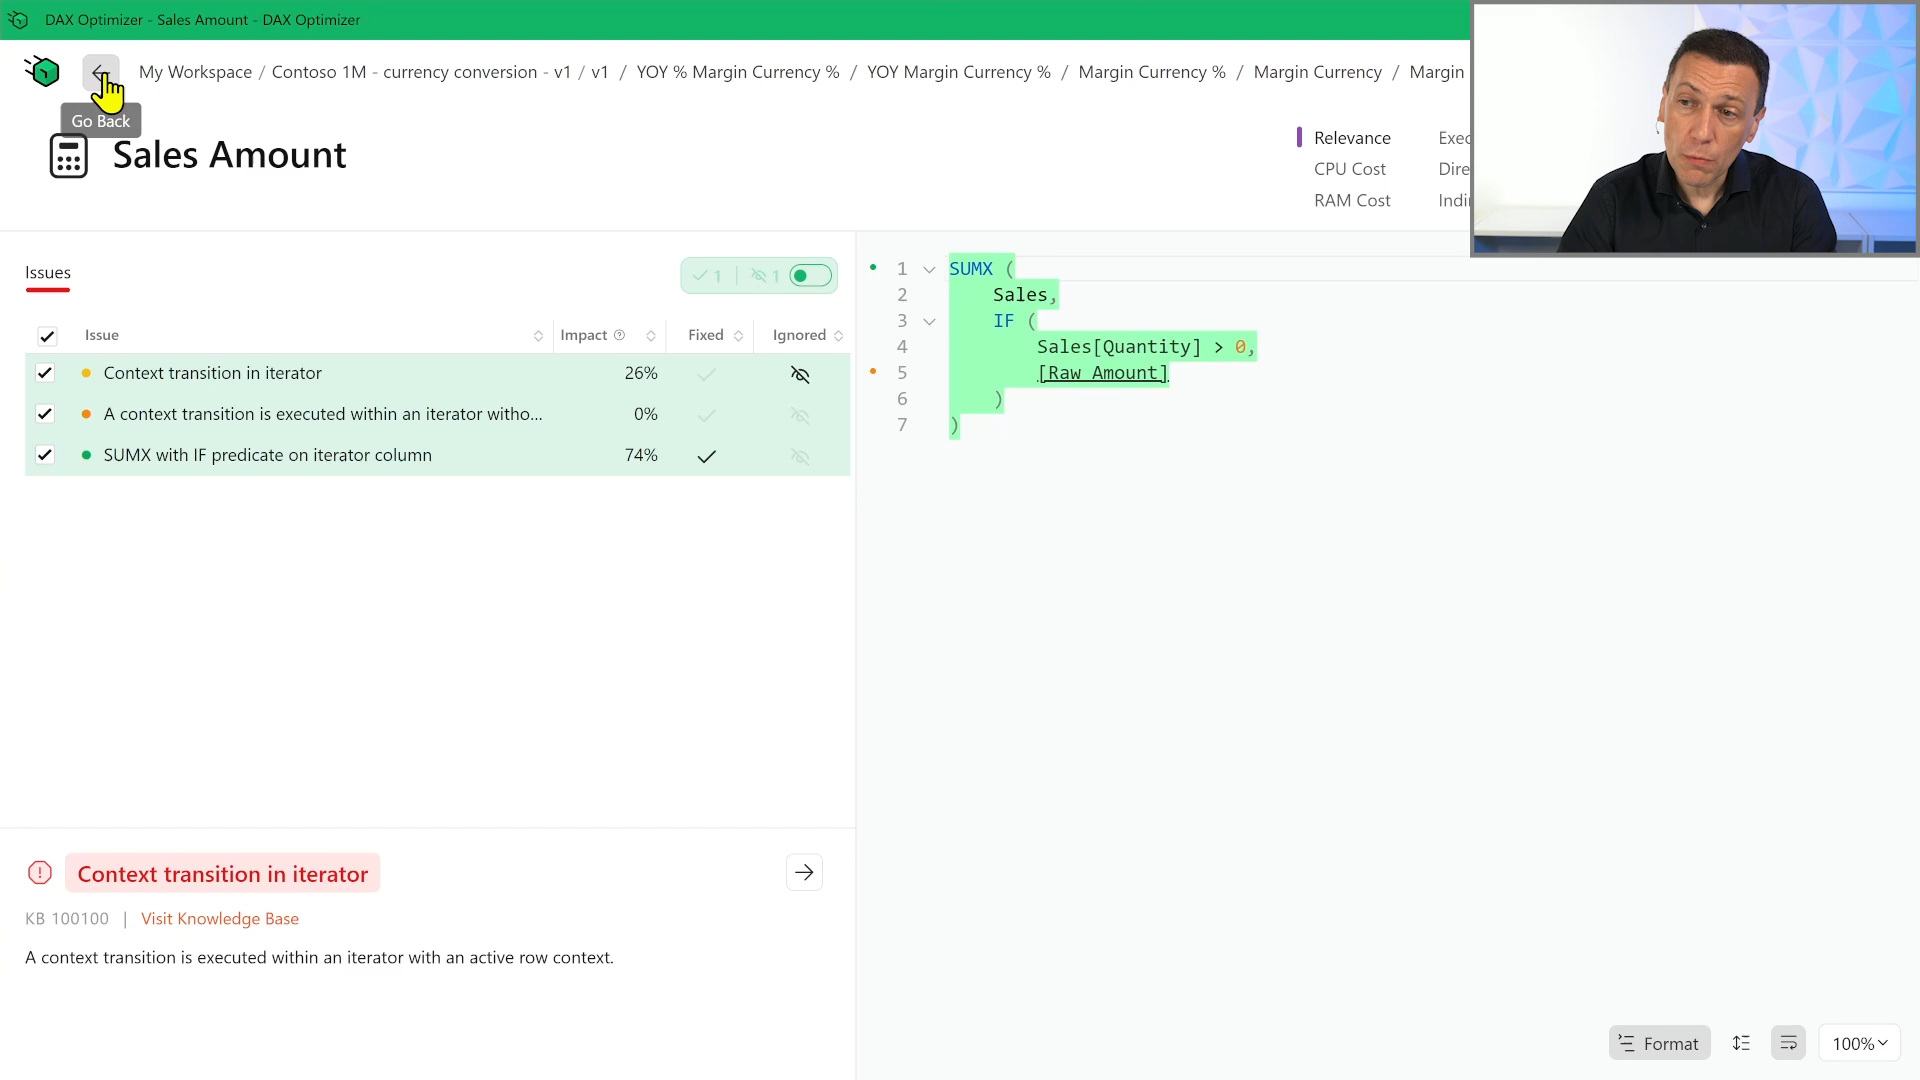 DAX Optimizer - Sales Amount - DAX Optimizer
My Workspace / Contoso 1M - currency conversion - v1 / v1 / YOY % Margin Currency % / YOY Margin Currency % / Margin Currency % / Margin Currency / Margin
Go Back
Sales Amount
Relevance Exec
CPU Cost Dire
RAM Cost Indi
Issues
1 | 1
Issue Impact Fixed Ignored
Context transition in iterator 26%
A context transition is executed within an iterator witho... 0%
SUMX with IF predicate on iterator column 74%
1 SUMX (
2 Sales,
3 IF (
4 Sales[Quantity] > 0,
5 [Raw Amount]
6 )
7 )
Context transition in iterator
KB 100100 | Visit Knowledge Base
A context transition is executed within an iterator with an active row context.
Format 100%